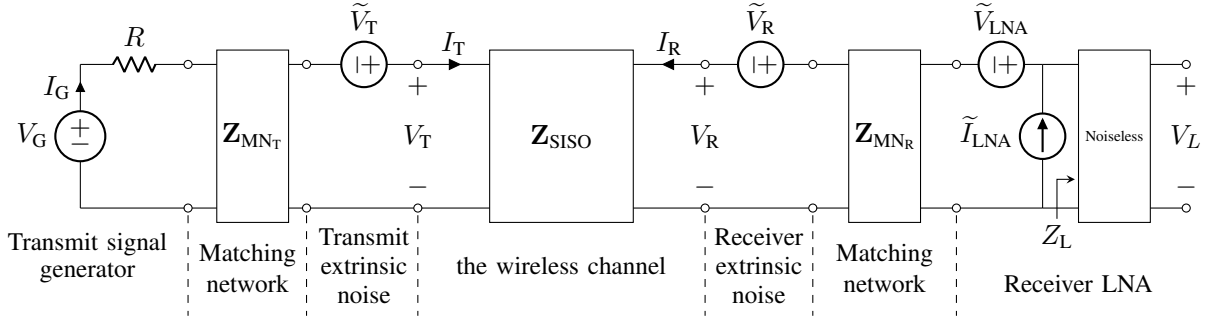 R
Ṽ_T
I_T
I_R
Ṽ_R
Ṽ_LNA
I_G
V_G
+
−
Z_MN_T
+
V_T
−
Z_SISO
+
V_R
−
Z_MN_R
Ĩ_LNA
Noiseless
Z_L
+
V_L
−
Transmit signal
generator
Matching
network
Transmit
extrinsic
noise
the wireless channel
Receiver
extrinsic
noise
Matching
network
Receiver LNA